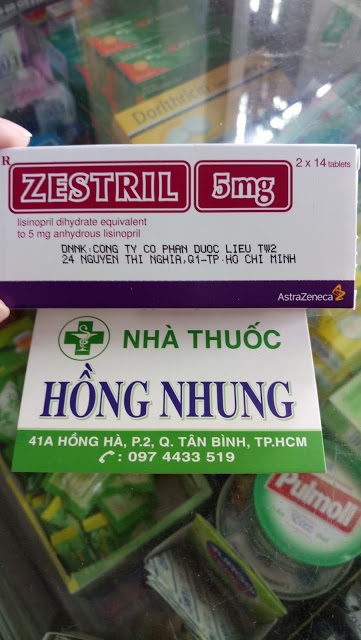 Dorithricin
R
ZESTRIL 5mg
2 x 14 tablets
lisinopril dihydrate equivalent
to 5 mg anhydrous lisinopril
DNNK:CONG TY CO PHAN DUOC LIEU TW2
24 NGUYEN THI NGHIA,Q1-TP.HO CHI MINH
AstraZeneca
NHÀ THUỐC
HỒNG NHUNG
41A HỒNG HÀ, P.2, Q. TÂN BÌNH, TP.HCM
: 097 4433 519
Pulmoll